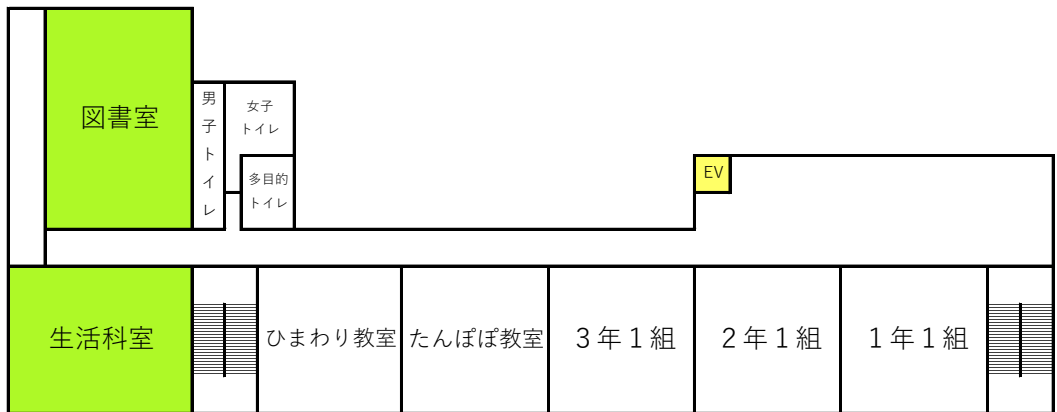 図書室
男子トイレ
女子
トイレ
多目的
トイレ
EV
生活科室
ひまわり教室
たんぽぽ教室
３年１組
２年１組
１年１組